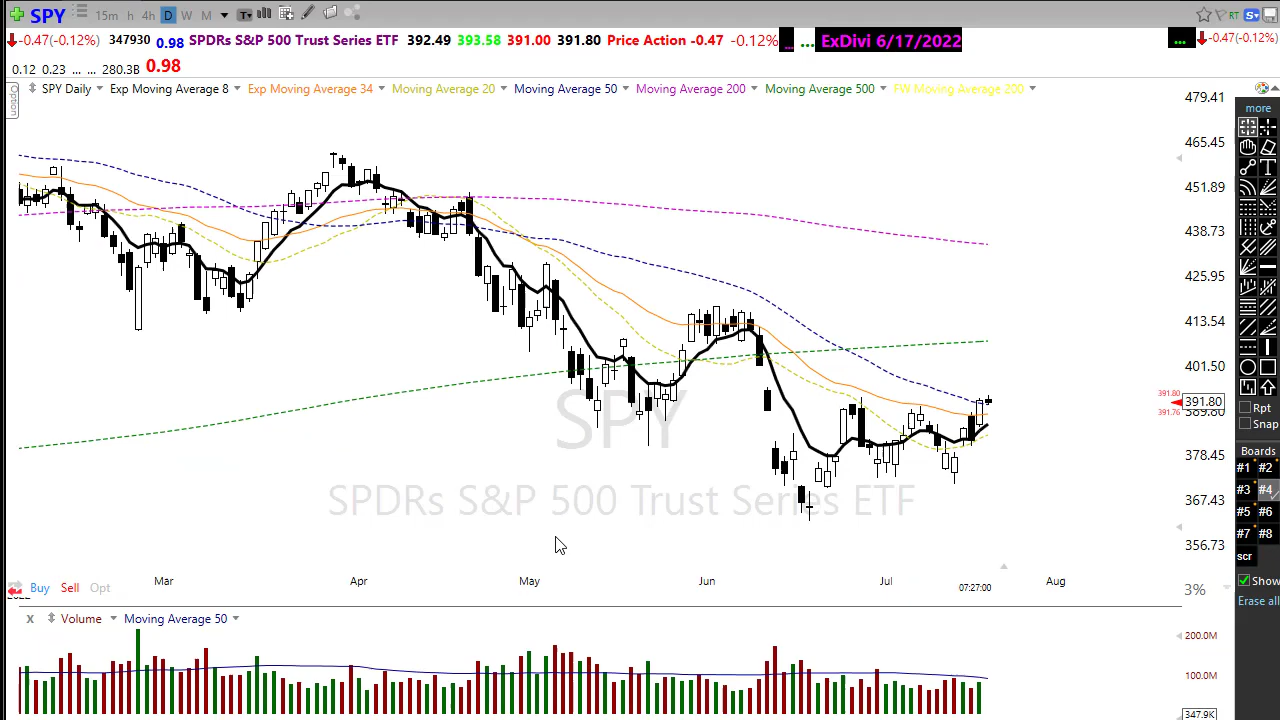 SPY 15m h 4h D W M T RT S
-0.47(-0.12%) 347930 0.98 SPDRs S&P 500 Trust Series ETF 392.49 393.58 391.00 391.80 Price Action -0.47 -0.12% ... ... ExDivi 6/17/2022 ... -0.47(-0.12%)
0.12 0.23 ... ... 280.3B 0.98
Option
SPY Daily Exp Moving Average 8 Exp Moving Average 34 Moving Average 20 Moving Average 50 Moving Average 200 Moving Average 500 FW Moving Average 200
479.41
465.45
451.89
438.73
425.95
413.54
401.50
391.80
391.80
391.76
378.45
367.43
356.73
SPY
SPDRs S&P 500 Trust Series ETF
Mar Apr May Jun Jul Aug
07:27:00
Buy Sell Opt
3%
X Volume Moving Average 50
200.0M
100.0M
347.9K
more
T
Rpt
Snap
Boards
#1 #2
#3 #4
#5 #6
#7 #8
scr
Show
Erase all